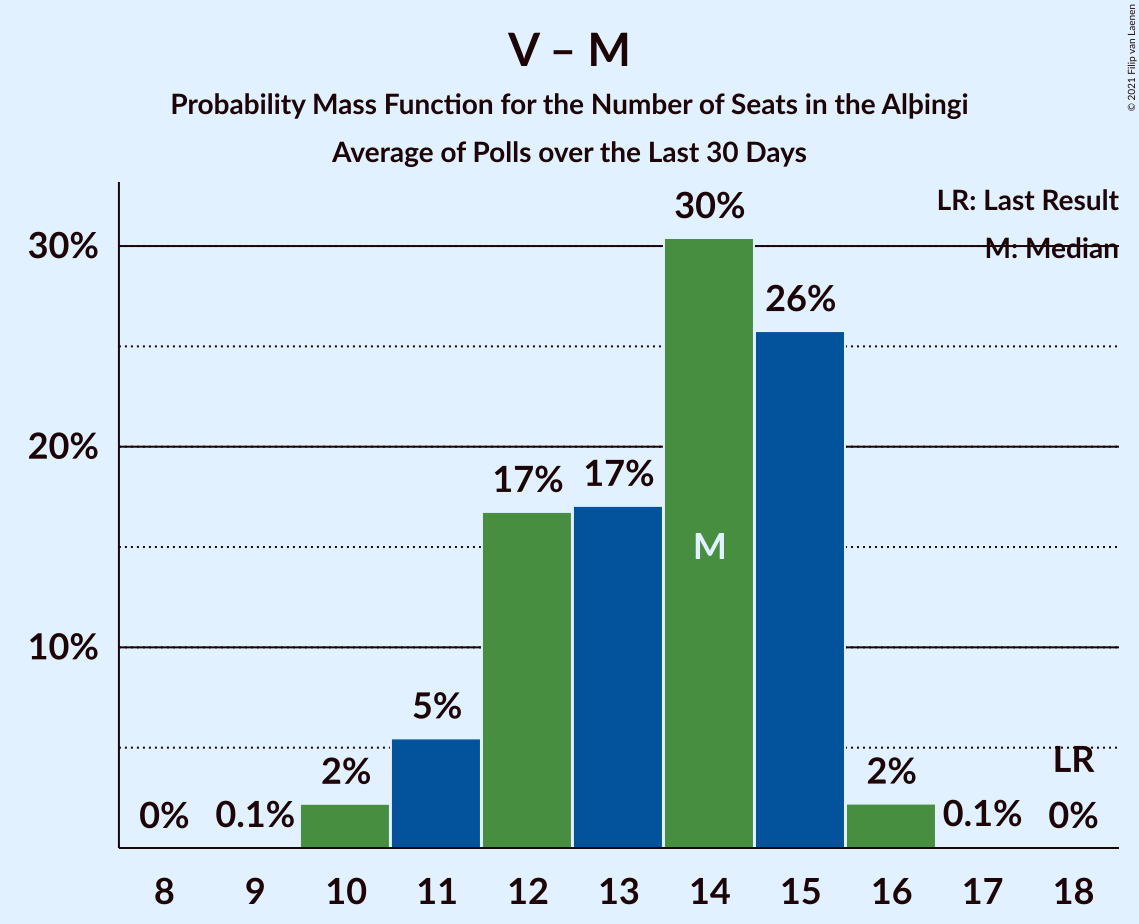 V – M
Probability Mass Function for the Number of Seats in the Alþingi
Average of Polls over the Last 30 Days
© 2021 Filip van Laenen
LR: Last Result
M: Median
30%
20%
10%
0%
0.1%
2%
5%
17%
17%
30%
26%
2%
0.1%
0%
LR
M
8 9 10 11 12 13 14 15 16 17 18